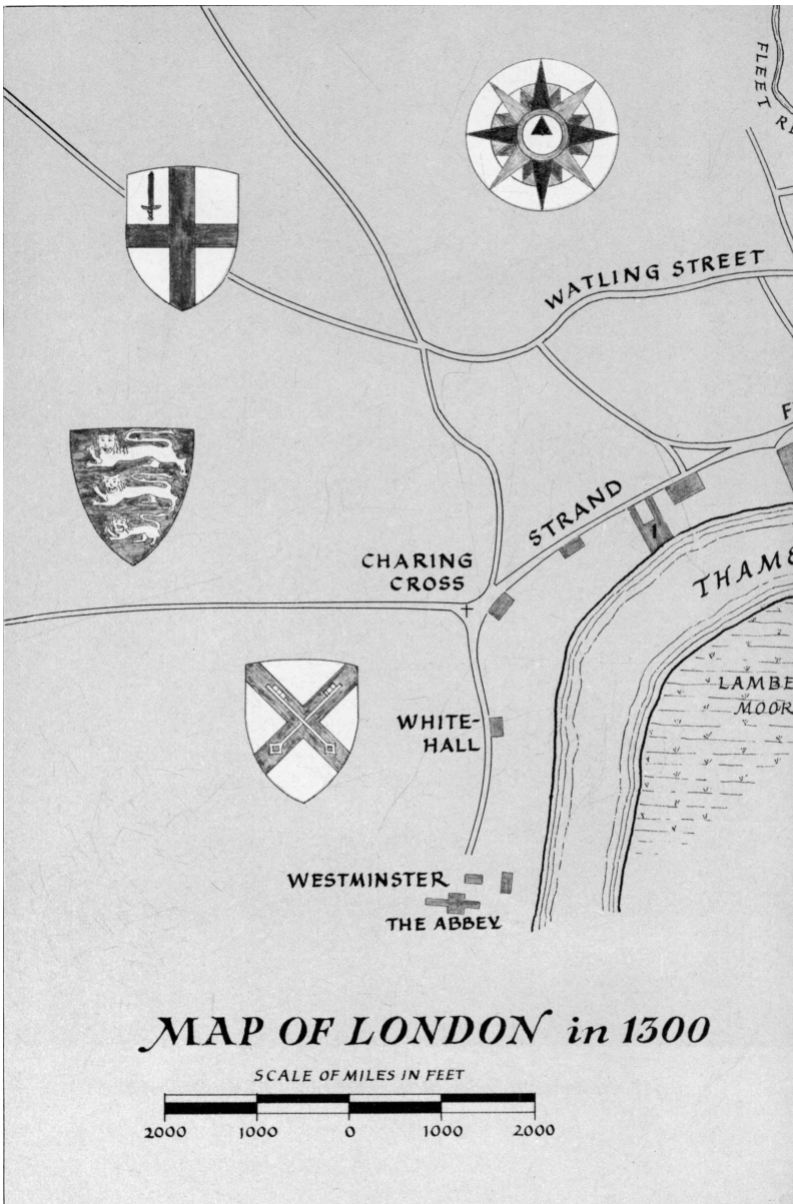 FLEET
WATLING STREET
STRAND
CHARING
CROSS
THAMES
WHITE-
HALL
WESTMINSTER
THE ABBEY
MAP OF LONDON in 1300
SCALE OF MILES IN FEET
2000 1000 0 1000 2000